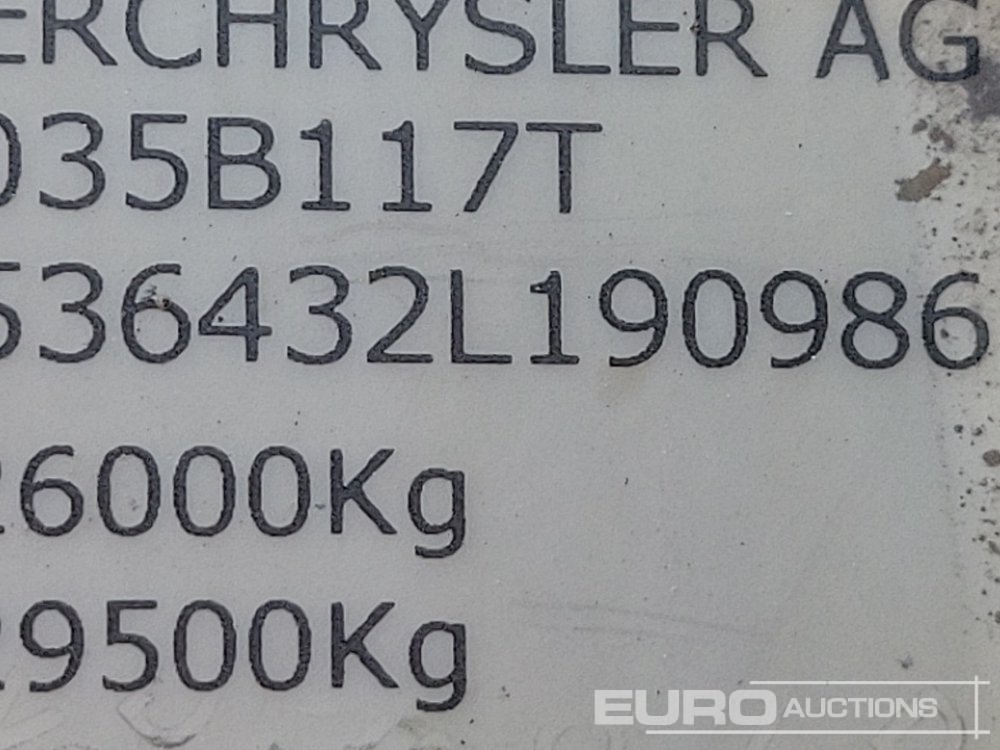 ERCHRYSLER AG
035B117T
536432L190986
26000Kg
29500Kg
EURO AUCTIONS